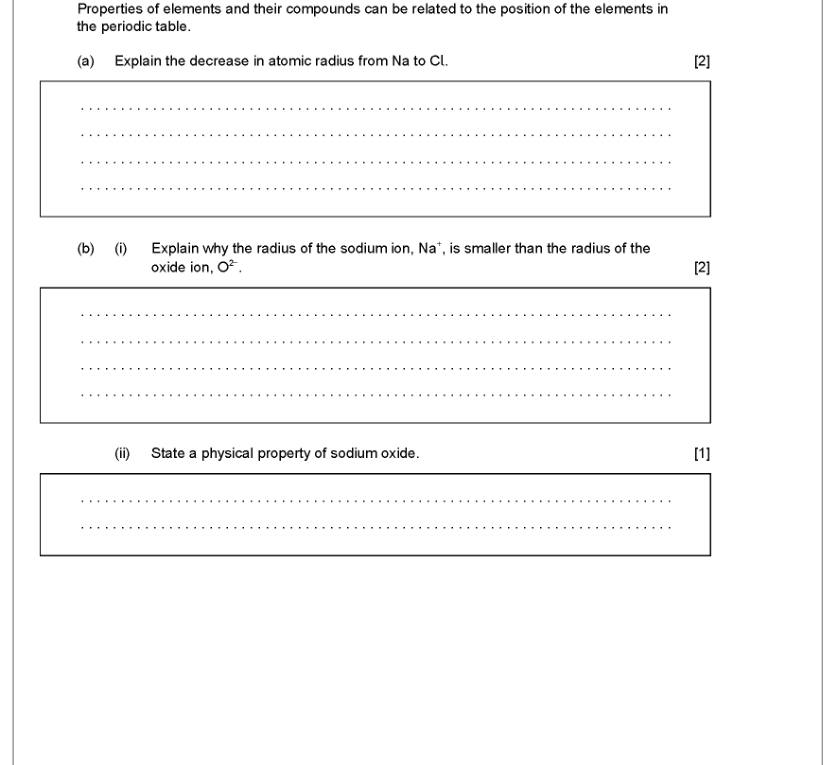 Properties of elements and their compounds can be related to the position of the elements in
the periodic table.
(a) Explain the decrease in atomic radius from Na to Cl. [2]
(b) (i) Explain why the radius of the sodium ion, Na⁺, is smaller than the radius of the
oxide ion, O²⁻. [2]
(ii) State a physical property of sodium oxide. [1]